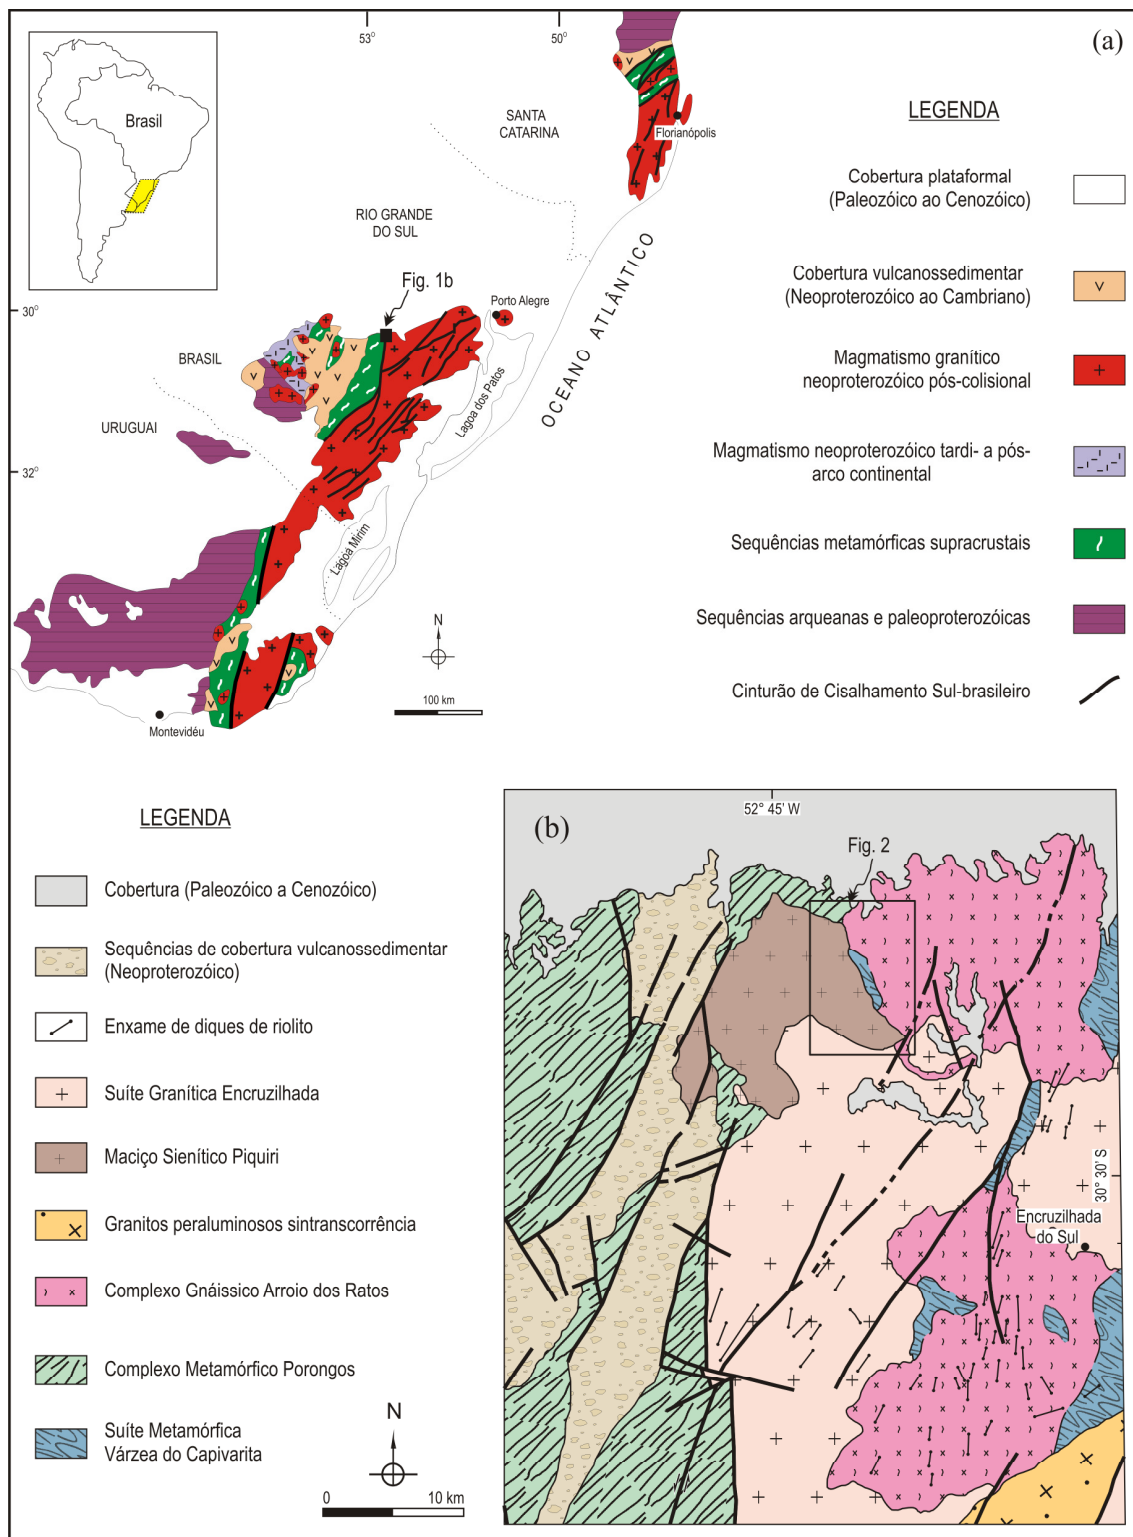 53°
50°
(a)
Brasil
SANTA
CATARINA
Florianópolis
LEGENDA
Cobertura plataformal
(Paleozóico ao Cenozóico)
RIO GRANDE
DO SUL
OCEANO ATLÂNTICO
Cobertura vulcanossedimentar
(Neoproterozóico ao Cambriano)
Fig. 1b
30°
Porto Alegre
BRASIL
Magmatismo granítico
neoproterozóico pós-colisional
Lagoa dos Patos
URUGUAI
Magmatismo neoproterozóico tardi- a pós-
arco continental
32°
Lagoa Mirim
Sequências metamórficas supracrustais
Sequências arqueanas e paleoproterozóicas
N
Cinturão de Cisalhamento Sul-brasileiro
100 km
Montevidéu
LEGENDA
Cobertura (Paleozóico a Cenozóico)
Sequências de cobertura vulcanossedimentar
(Neoproterozóico)
Enxame de diques de riolito
Suíte Granítica Encruzilhada
Maciço Sienítico Piquiri
Granitos peraluminosos sintranscorrência
Complexo Gnáissico Arroio dos Ratos
Complexo Metamórfico Porongos
Suíte Metamórfica
Várzea do Capivarita
N
0 10 km
52° 45' W
(b)
Fig. 2
30° 30' S
Encruzilhada
do Sul